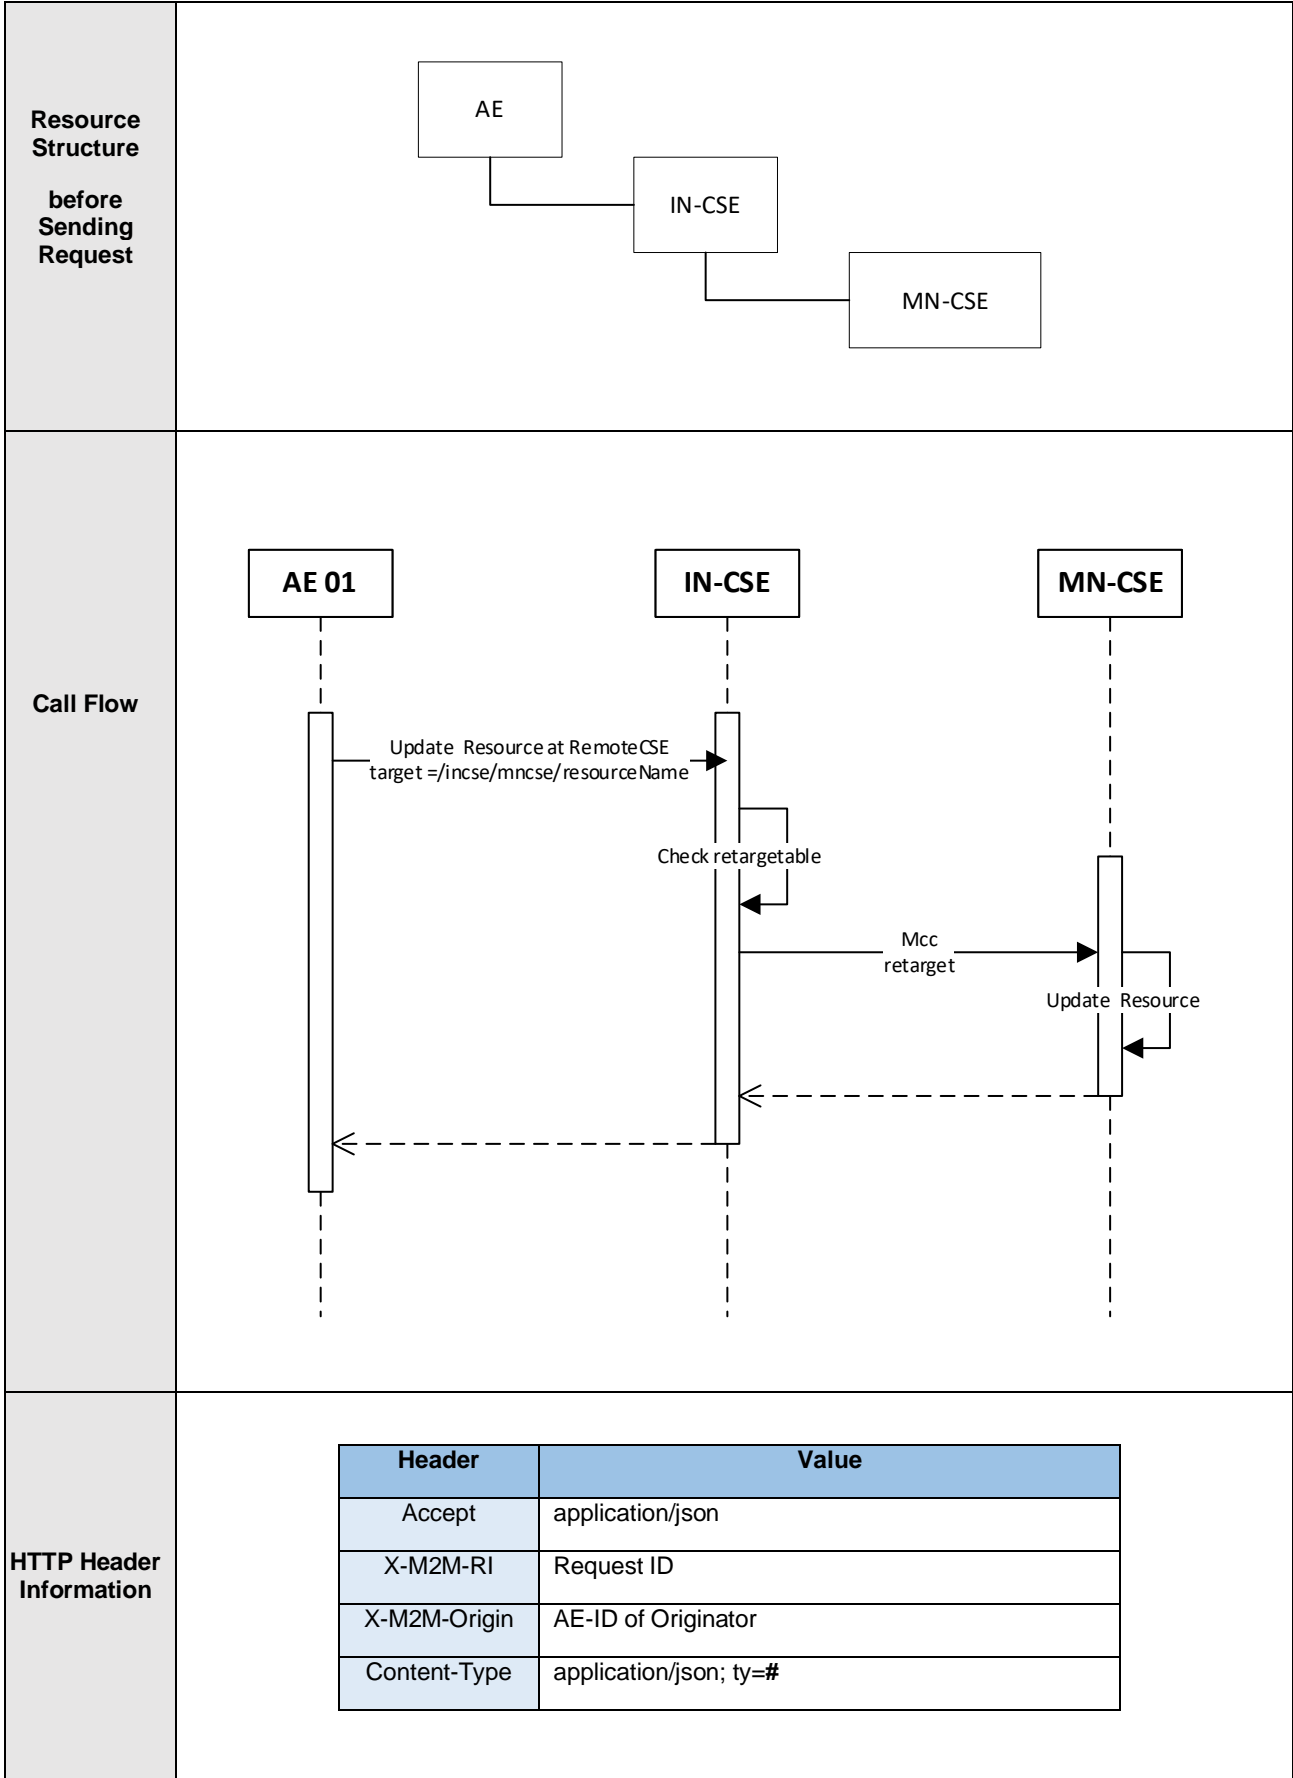 Resource
Structure
before
Sending
Request
AE
IN-CSE
MN-CSE
Call Flow
AE 01
IN-CSE
MN-CSE
Update Resource at RemoteCSE
target =/incse/mncse/resourceName
Check retargetable
Mcc
retarget
Update Resource
HTTP Header
Information
Header Value
Accept application/json
X-M2M-RI Request ID
X-M2M-Origin AE-ID of Originator
Content-Type application/json; ty=#